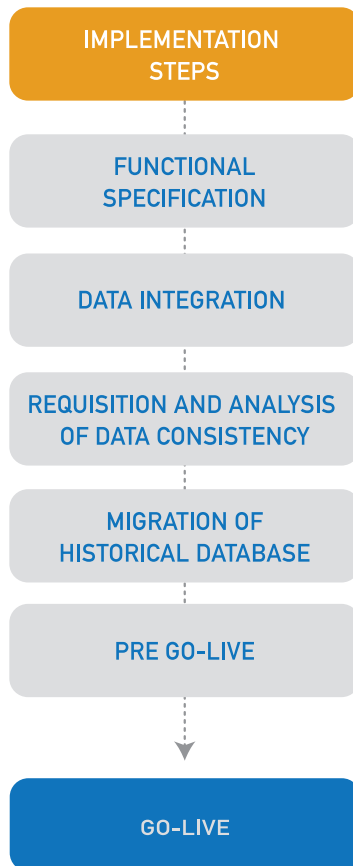 IMPLEMENTATION
STEPS
FUNCTIONAL
SPECIFICATION
DATA INTEGRATION
REQUISITION AND ANALYSIS
OF DATA CONSISTENCY
MIGRATION OF
HISTORICAL DATABASE
PRE GO-LIVE
GO-LIVE